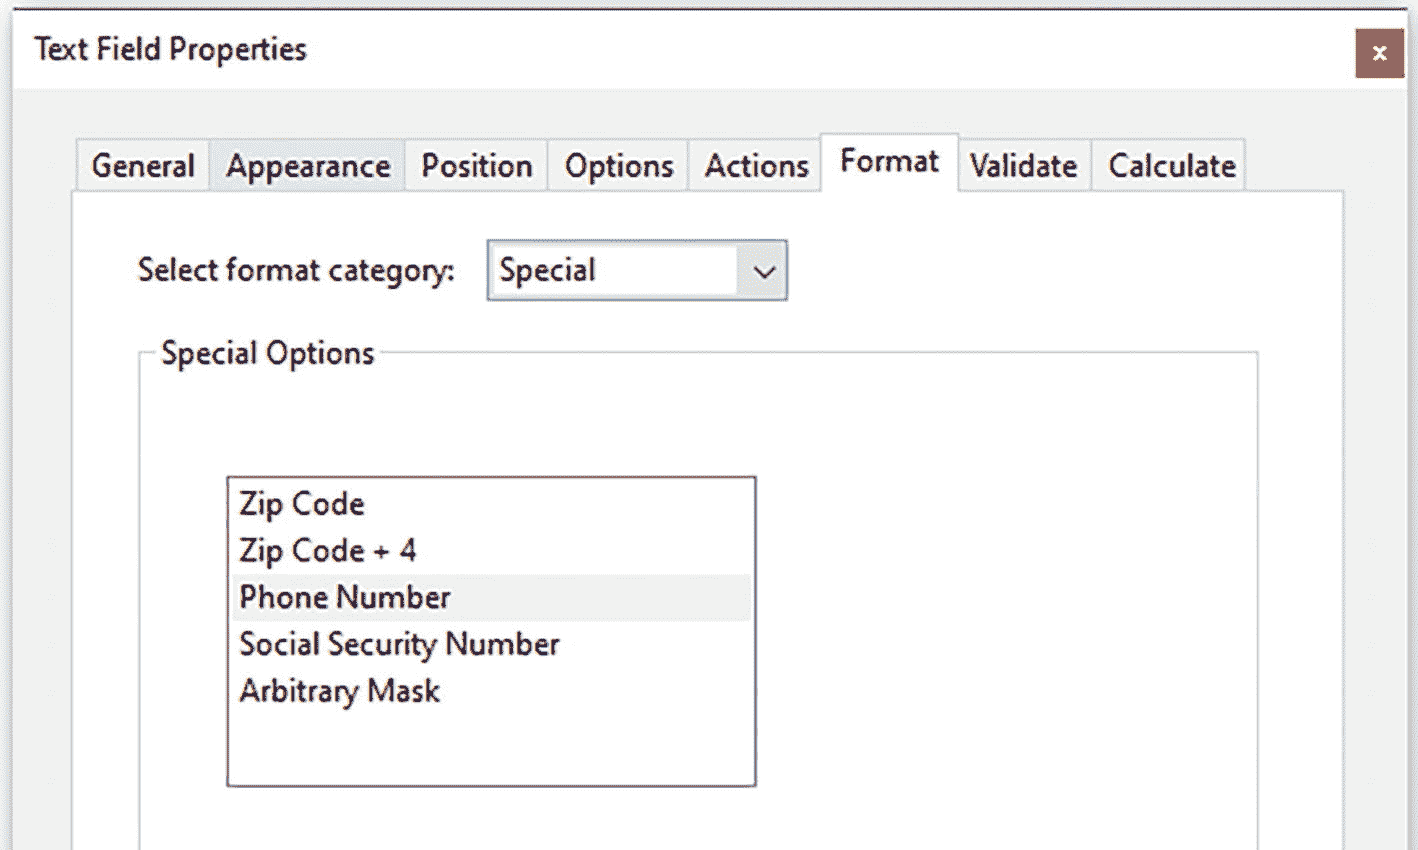 Text Field Properties
x
General Appearance Position Options Actions Format Validate Calculate
Select format category: Special
Special Options
Zip Code
Zip Code + 4
Phone Number
Social Security Number
Arbitrary Mask